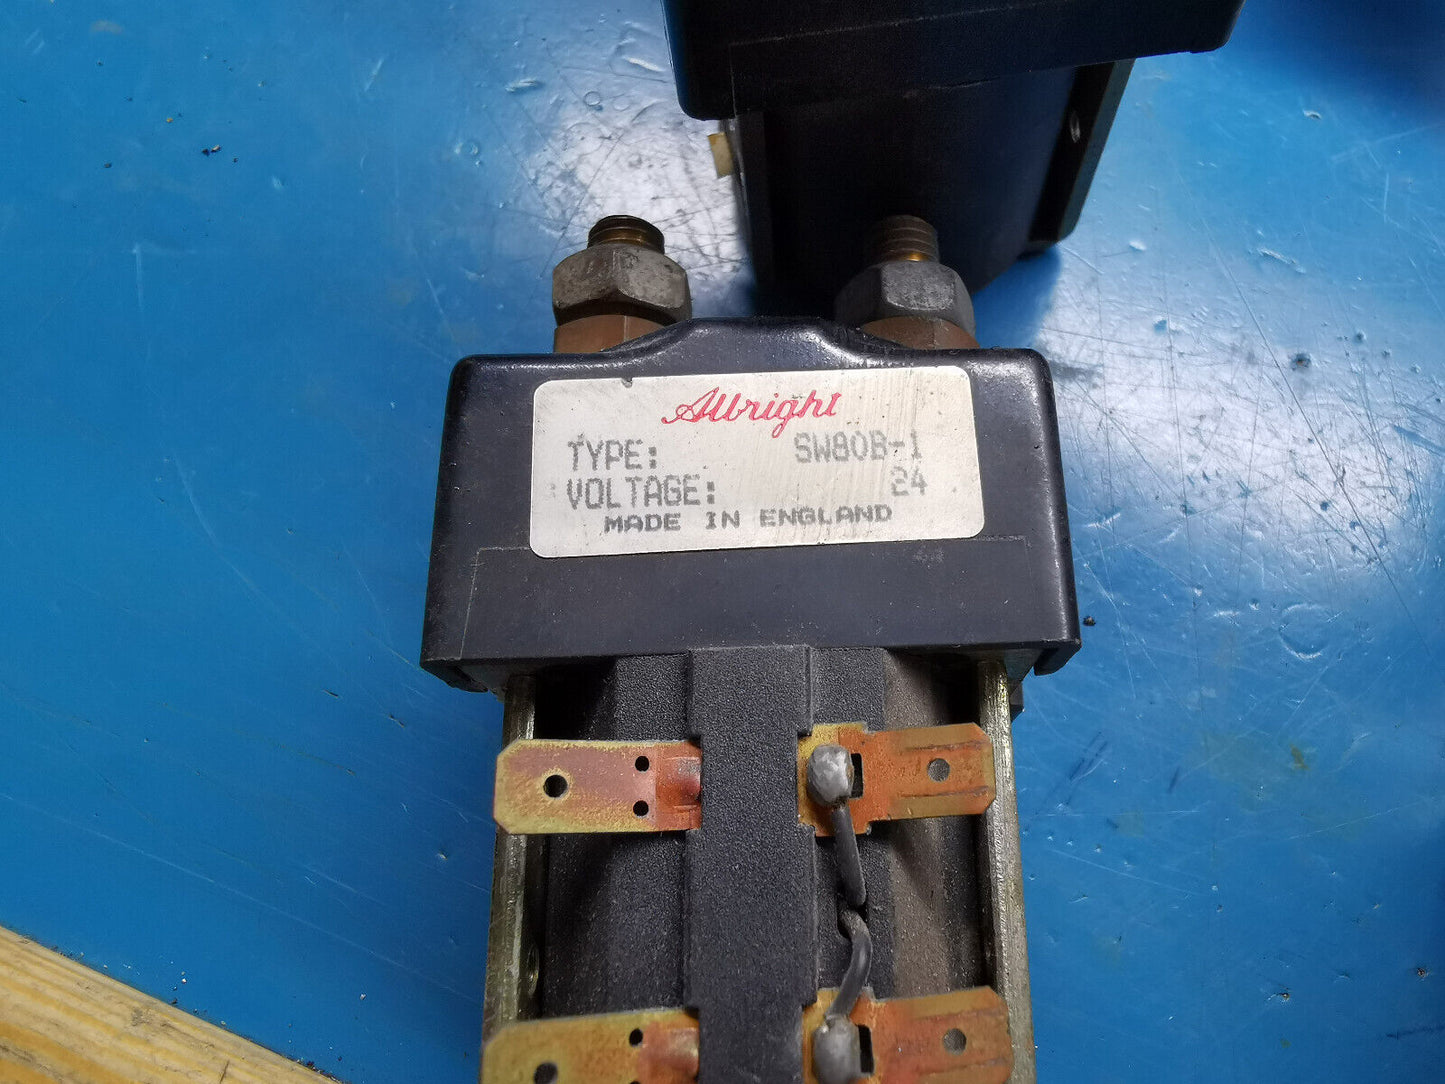 Albright
TYPE: SW80B-1
VOLTAGE: 24
MADE IN ENGLAND